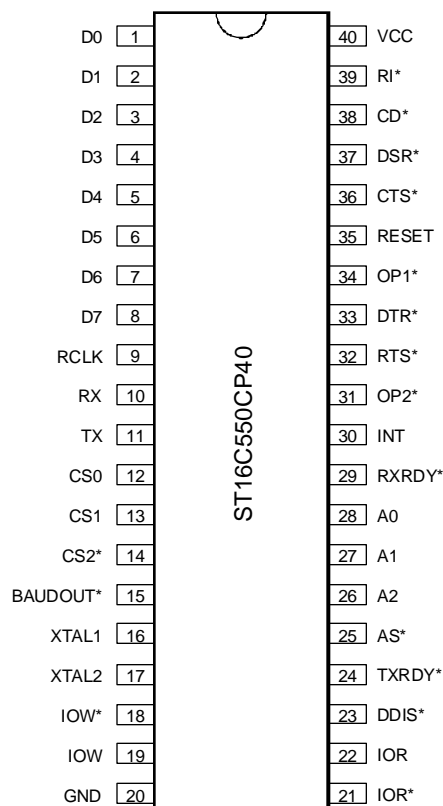 D0 1 40 VCC
D1 2 39 RI*
D2 3 38 CD*
D3 4 37 DSR*
D4 5 36 CTS*
D5 6 35 RESET
D6 7 34 OP1*
D7 8 33 DTR*
RCLK 9 32 RTS*
RX 10 31 OP2*
TX 11 30 INT
CS0 12 29 RXRDY*
CS1 13 28 A0
CS2* 14 27 A1
BAUDOUT* 15 26 A2
XTAL1 16 25 AS*
XTAL2 17 24 TXRDY*
IOW* 18 23 DDIS*
IOW 19 22 IOR
GND 20 21 IOR*
ST16C550CP40